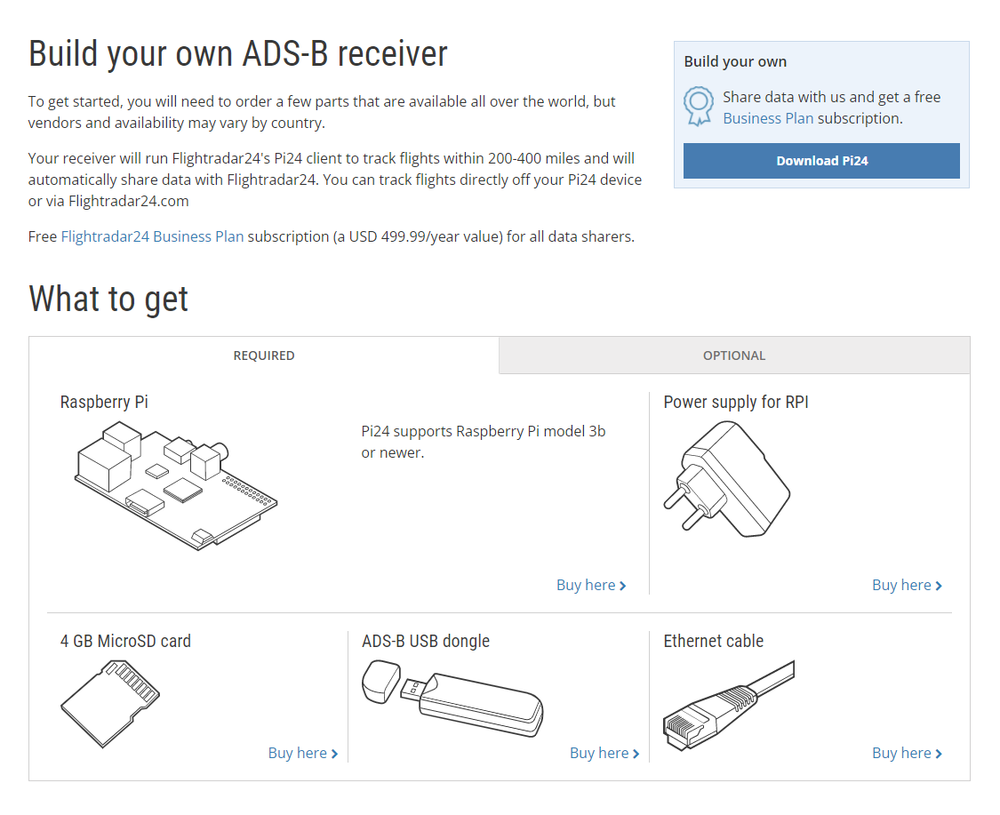 Build your own ADS-B receiver
To get started, you will need to order a few parts that are available all over the world, but
vendors and availability may vary by country.
Your receiver will run Flightradar24's Pi24 client to track flights within 200-400 miles and will
automatically share data with Flightradar24. You can track flights directly off your Pi24 device
or via Flightradar24.com
Free Flightradar24 Business Plan subscription (a USD 499.99/year value) for all data sharers.
Build your own
Share data with us and get a free
Business Plan subscription.
Download Pi24
What to get
REQUIRED
OPTIONAL
Raspberry Pi
Pi24 supports Raspberry Pi model 3b
or newer.
Buy here
Power supply for RPI
Buy here
4 GB MicroSD card
Buy here
ADS-B USB dongle
Buy here
Ethernet cable
Buy here